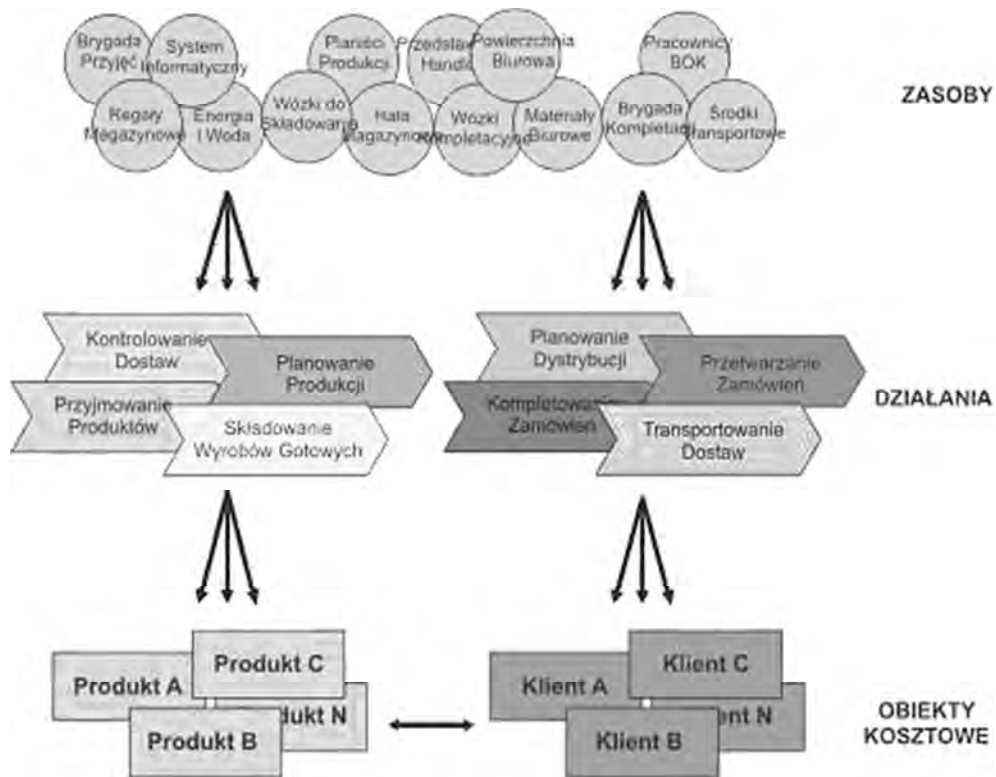 Brygada
Przyjęć
System
Informatyczny
Planiści
Produkcji
Powierzchnia
Biurowa
Pracownicy
BOK
ZASOBY
Regały
Magazynowe
Energia
I Woda
Wózki do
Składowania
Hala
Magazynowa
Wózki
Kompletacyjne
Materiały
Biurowe
Brygada
Kompletacji
Środki
Transportowe
Kontrolowanie
Dostaw
Planowanie
Produkcji
Przyjmowanie
Produktów
Składowanie
Wyrobów Gotowych
Planowanie
Dystrybucji
Przetwarzanie
Zamówień
Kompletowanie
Zamówień
Transportowanie
Dostaw
DZIAŁANIA
Produkt A
Produkt C
N
Produkt B
Klient A
Klient C
N
Klient B
OBIEKTY
KOSZTOWE